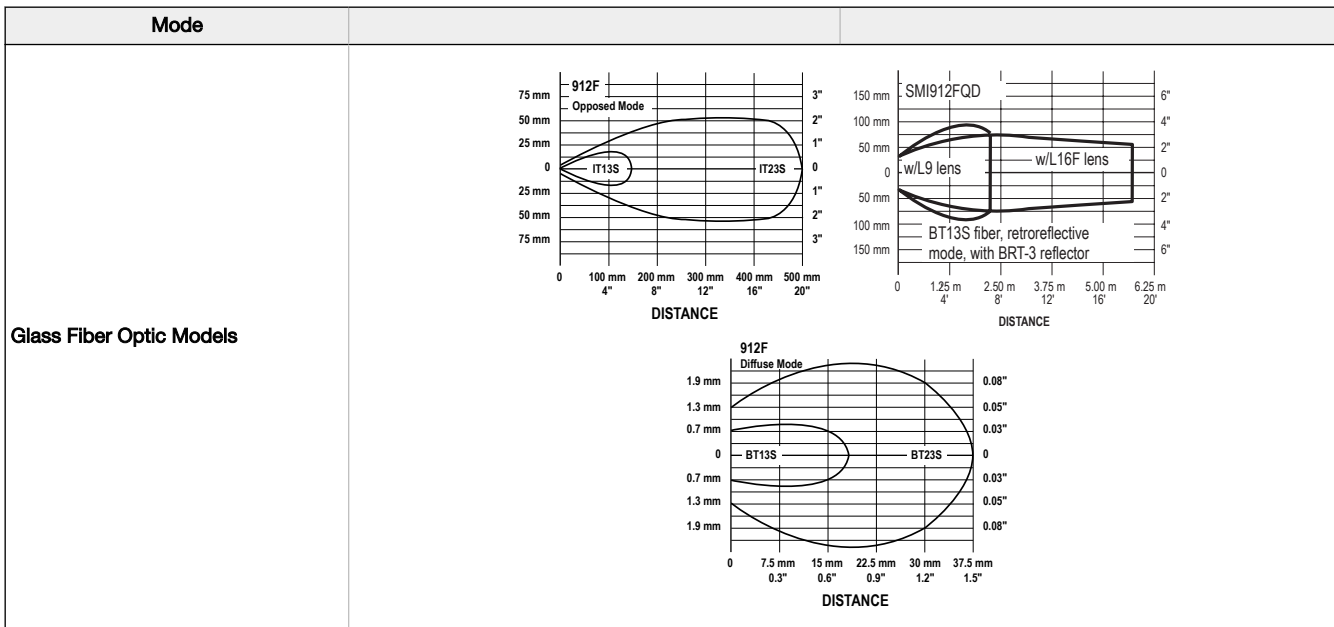 Mode
Glass Fiber Optic Models
912F
Opposed Mode
75 mm 3"
50 mm 2"
25 mm 1"
0 IT13S IT23S 0
25 mm 1"
50 mm 2"
75 mm 3"
0 100 mm 200 mm 300 mm 400 mm 500 mm
4" 8" 12" 16" 20"
DISTANCE
SMI912FQD
150 mm 6"
100 mm 4"
50 mm 2"
w/L9 lens w/L16F lens
0 0
50 mm 2"
100 mm 4"
150 mm 6"
BT13S fiber, retroreflective
mode, with BRT-3 reflector
0 1.25 m 2.50 m 3.75 m 5.00 m 6.25 m
4' 8' 12' 16' 20'
DISTANCE
912F
Diffuse Mode
1.9 mm 0.08"
1.3 mm 0.05"
0.7 mm 0.03"
0 BT13S BT23S 0
0.7 mm 0.03"
1.3 mm 0.05"
1.9 mm 0.08"
0 7.5 mm 15 mm 22.5 mm 30 mm 37.5 mm
0.3" 0.6" 0.9" 1.2" 1.5"
DISTANCE